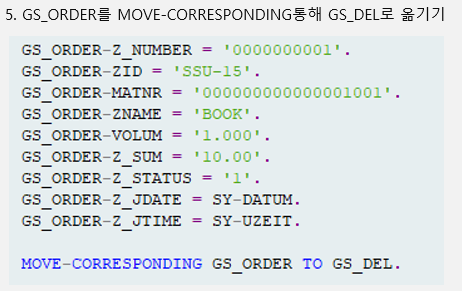 5. GS_ORDER를 MOVE-CORRESPONDING통해 GS_DEL로 옮기기
GS_ORDER-Z_NUMBER = '0000000001'.
GS_ORDER-ZID = 'SSU-15'.
GS_ORDER-MATNR = '000000000000001001'.
GS_ORDER-ZNAME = 'BOOK'.
GS_ORDER-VOLUM = '1.000'.
GS_ORDER-Z_SUM = '10.00'.
GS_ORDER-Z_STATUS = '1'.
GS_ORDER-Z_JDATE = SY-DATUM.
GS_ORDER-Z_JTIME = SY-UZEIT.
MOVE-CORRESPONDING GS_ORDER TO GS_DEL.